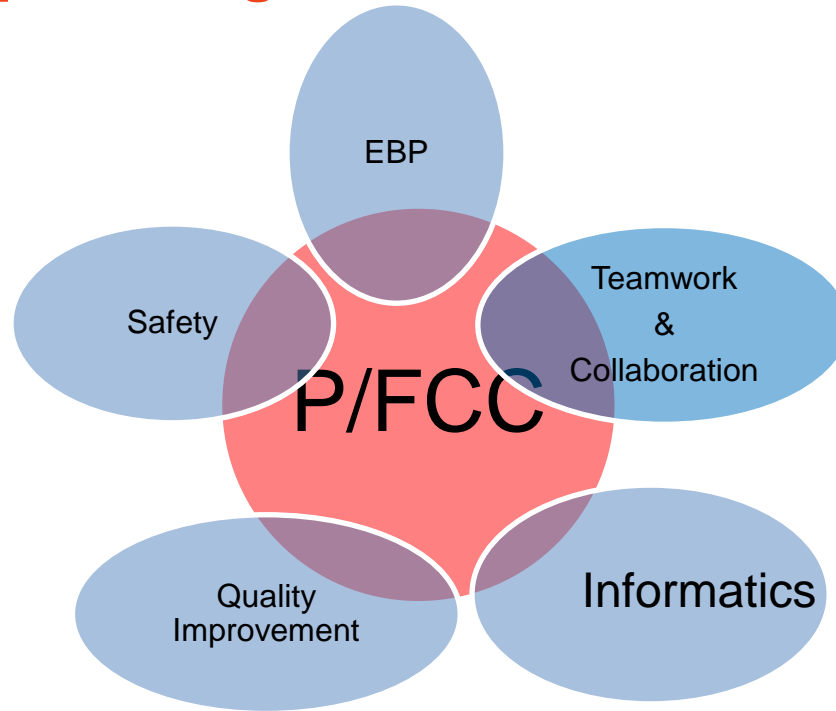 EBP
Teamwork
&
Collaboration
Safety
P/FCC
Informatics
Quality
Improvement